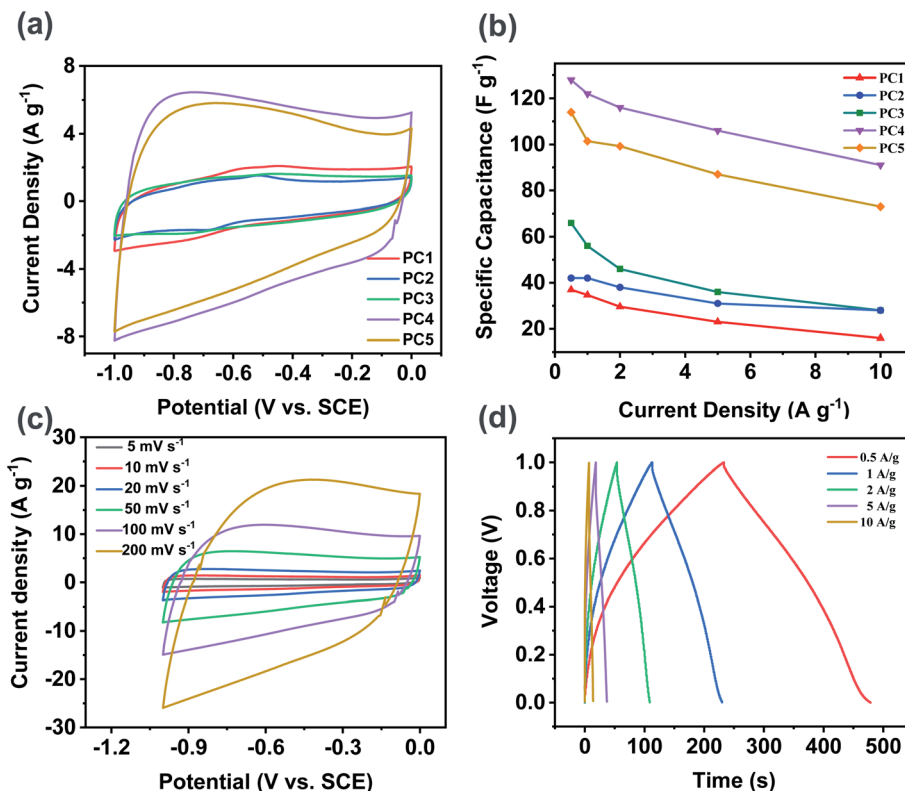 (a)
8
4
0
-4
-8
Current Density (A g⁻¹)
PC1
PC2
PC3
PC4
PC5
-1.0
-0.8
-0.6
-0.4
-0.2
0.0
Potential (V vs. SCE)
(b)
120
100
80
60
40
20
Specific Capacitance (F g⁻¹)
PC1
PC2
PC3
PC4
PC5
0
2
4
6
8
10
Current Density (A g⁻¹)
(c)
30
20
10
0
-10
-20
-30
Current density (A g⁻¹)
5 mV s⁻¹
10 mV s⁻¹
20 mV s⁻¹
50 mV s⁻¹
100 mV s⁻¹
200 mV s⁻¹
-1.2
-0.9
-0.6
-0.3
0.0
Potential (V vs. SCE)
(d)
1.0
0.8
0.6
0.4
0.2
0.0
Voltage (V)
0.5 A/g
1 A/g
2 A/g
5 A/g
10 A/g
0
100
200
300
400
500
Time (s)